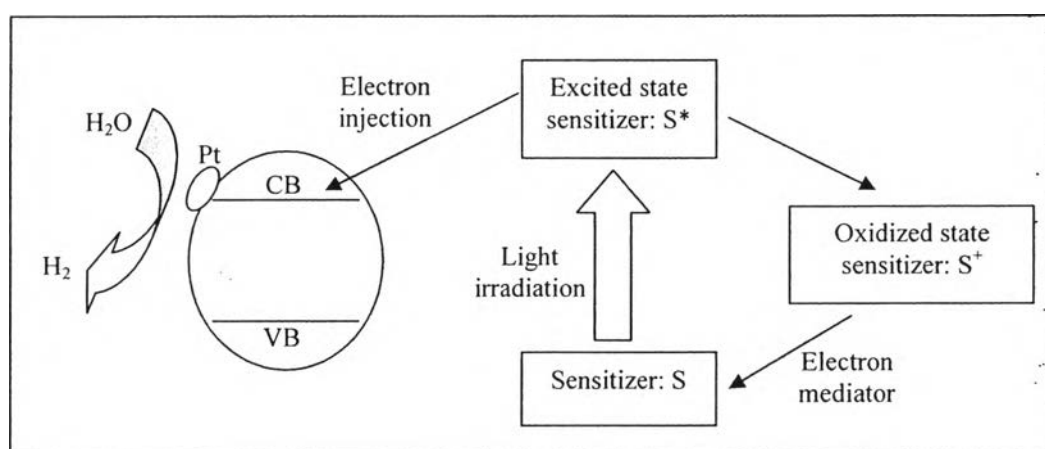 Electron
injection
Excited state
sensitizer: S*
H₂O
Pt
CB
Oxidized state
sensitizer: S⁺
H₂
Light
irradiation
VB
Sensitizer: S
Electron
mediator